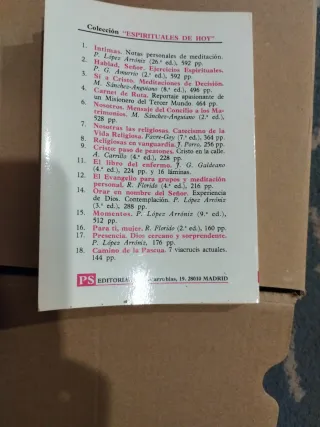 Colección "ESPIRITUALES DE HOY"
1. Intimas. Notas personales de meditación.
P. López Arróniz (26.ª ed.), 592 pp.
2. Hablad, Señor. Ejercicios Espirituales.
P. G. Amurrio (2.ª ed.), 592 pp.
3. Sí a Cristo. Meditaciones de Decisión.
M. Sánchez-Anguiano (8.ª ed.), 496 pp.
4. Carnet de Ruta. Reportaje apasionante de
un Misionero del Tercer Mundo. 464 pp.
6. Nosotros. Mensaje del Concilio a los Ma-
trimonios. M. Sánchez-Anguiano (2.ª ed.),
528 pp.
7. Nosotras las religiosas. Catecismo de la
Vida Religiosa. Favre-Goy (7.ª ed.), 364 pp.
8. Religiosas en vanguardia. J. Porro, 256 pp.
9. Cristo paso de peatones. Cristo en la calle.
A. Carrillo (4.ª ed.), 228 pp.
11. El libro del enfermo. J. G. Galdeano
(4.ª ed.), 224 pp. y 16 láminas.
12. El Evangelio para grupos y meditación
personal. R. Florido (4.ª ed.), 216 pp.
14. Orar en nombre del Señor. Experiencia
de Dios. Contemplación. P. López Arróniz
(3.ª ed.), 288 pp.
15. Momentos. P. López Arróniz (9.ª ed.),
512 pp.
16. Para ti, mujer. R. Florido (2.ª ed.), 160 pp.
17. Presencia. Dios cercano y sorprendente.
P. López Arróniz, 176 pp.
18. Camino de la Pascua. 7 viacrucis actuales.
144 pp.
PS EDITORIAL 19. 28016 MADRID